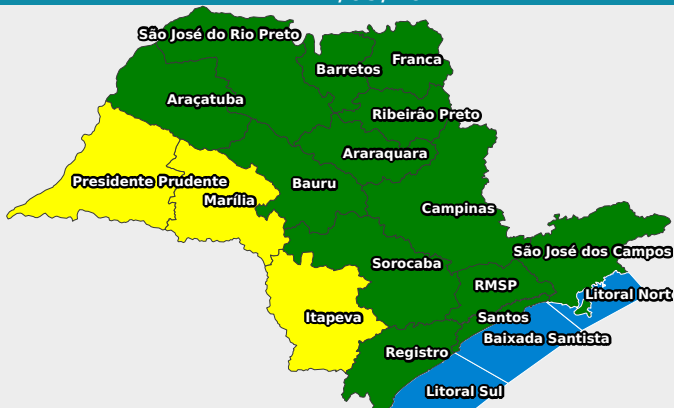 São José do Rio Preto
Franca
Barretos
Araçatuba
Ribeirão Preto
Araraquara
Presidente Prudente
Bauru
Marília
Campinas
São José dos Campos
Sorocaba
RMSP
Litoral Nort
Itapeva
Santos
Baixada Santista
Registro
Litoral Sul